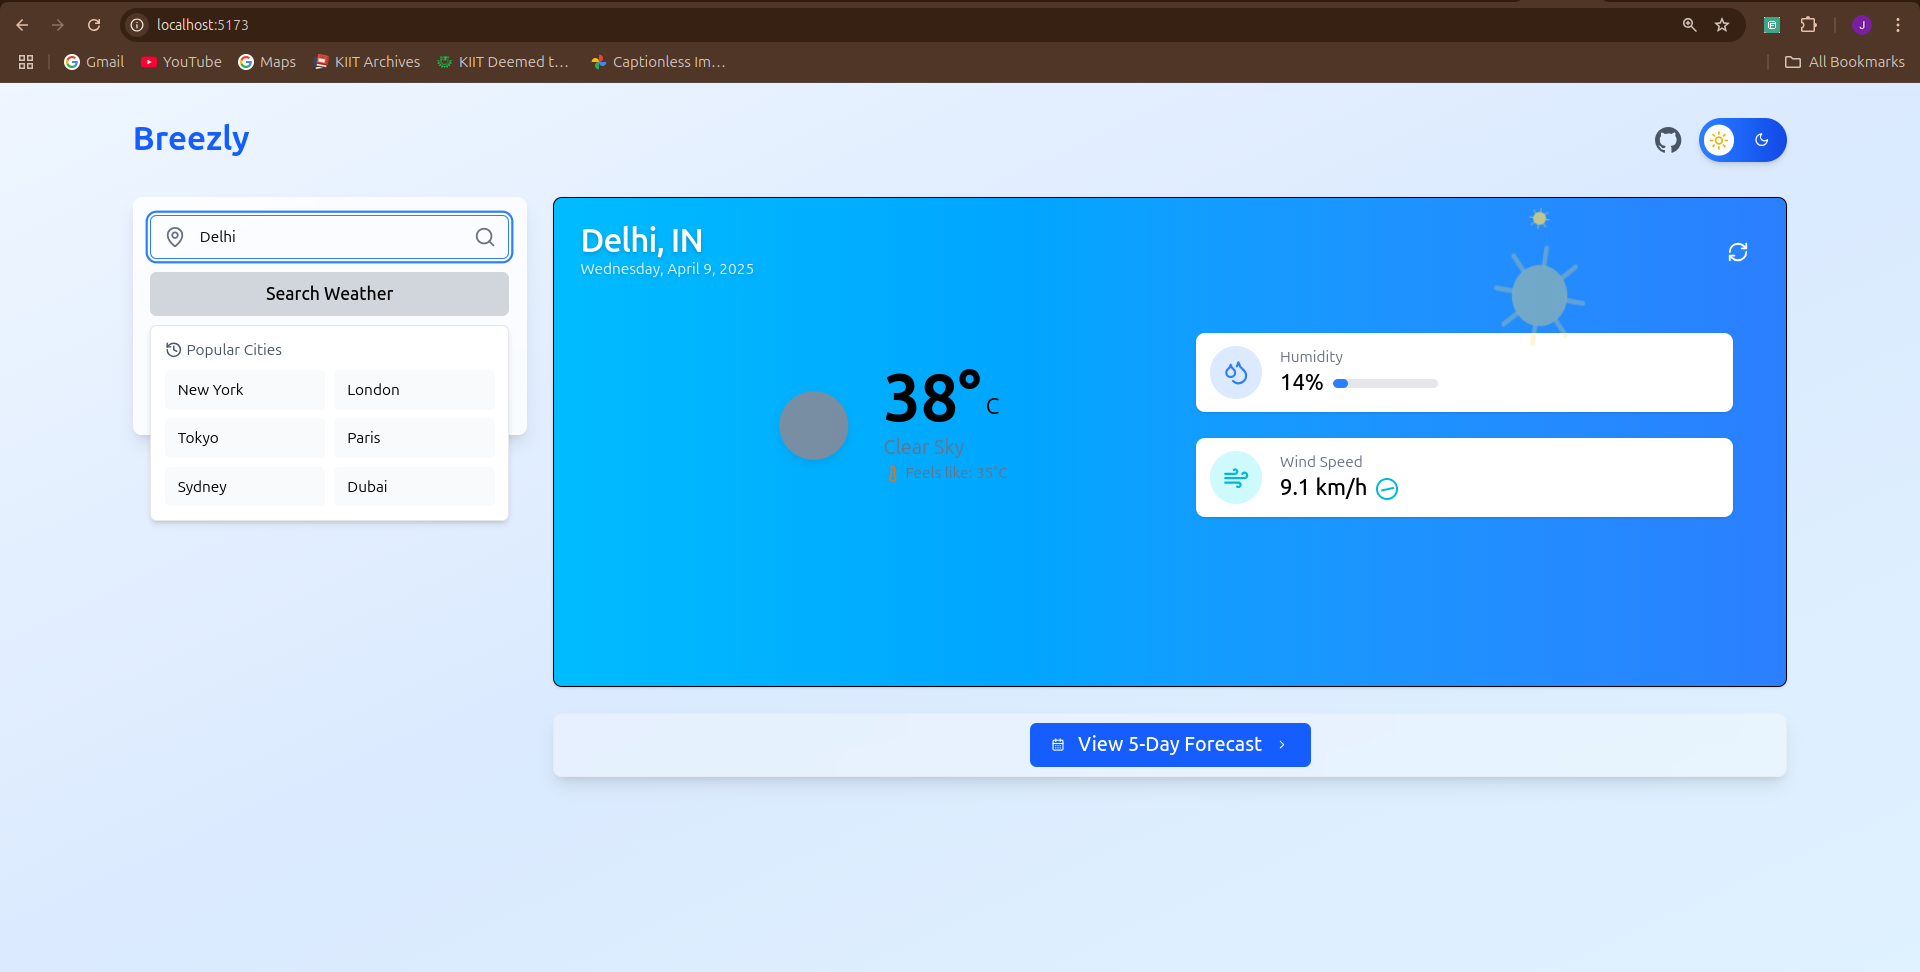 localhost:5173
J
Gmail
YouTube
Maps
KIIT Archives
KIIT Deemed t...
Captionless Im...
All Bookmarks
Breezly
Delhi
Search Weather
Popular Cities
New York
London
Tokyo
Paris
Sydney
Dubai
Delhi, IN
Wednesday, April 9, 2025
38°C
Clear Sky
Feels like: 35°C
Humidity
14%
Wind Speed
9.1 km/h
View 5-Day Forecast